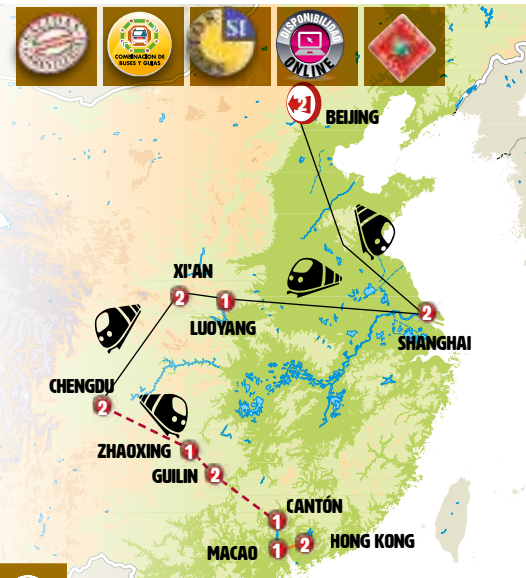 COMBINACIÓN DE
BUSES Y GUIAS
SI
DISPONIBILIDAD
ONLINE
2
BEIJING
XI'AN
2
1
LUOYANG
2
SHANGHAI
CHENGDU
2
ZHAOXING
1
GUILIN
2
CANTÓN
1
MACAO
1
2
HONG KONG